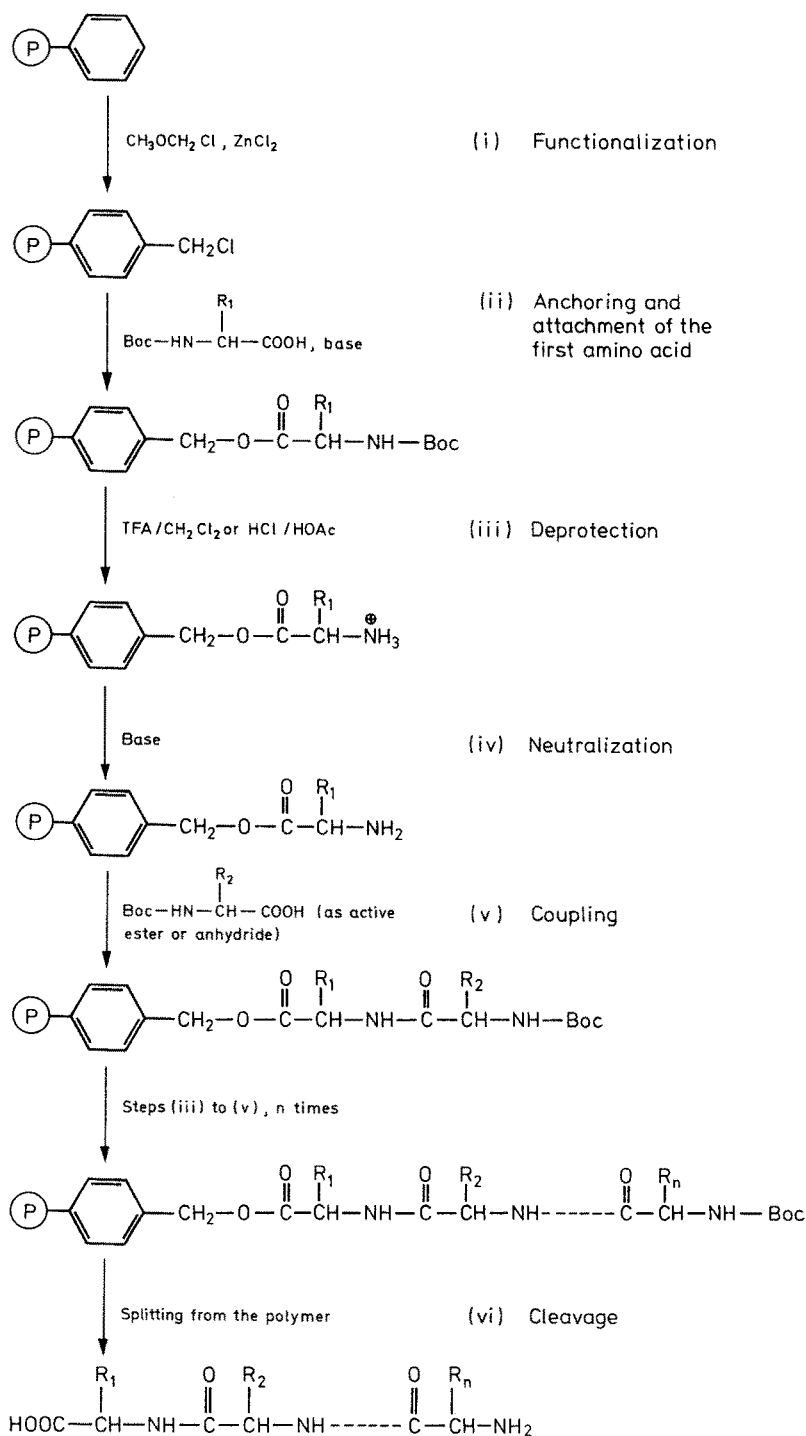 P
CH₃OCH₂Cl, ZnCl₂ (i) Functionalization
P CH₂Cl
R₁
Boc—HN—CH—COOH, base
(ii) Anchoring and
attachment of the
first amino acid
O R₁
P CH₂—O—C—CH—NH—Boc
TFA/CH₂Cl₂ or HCl/HOAc (iii) Deprotection
O R₁ ⊕
P CH₂—O—C—CH—NH₃
Base (iv) Neutralization
O R₁
P CH₂—O—C—CH—NH₂
R₂
Boc—HN—CH—COOH (as active
ester or anhydride)
(v) Coupling
O R₁ O R₂
P CH₂—O—C—CH—NH—C—CH—NH—Boc
Steps (iii) to (v), n times
O R₁ O R₂ O Rₙ
P CH₂—O—C—CH—NH—C—CH—NH-----C—CH—NH—Boc
Splitting from the polymer (vi) Cleavage
R₁ O R₂ O Rₙ
HOOC—CH—NH—C—CH—NH-----C—CH—NH₂